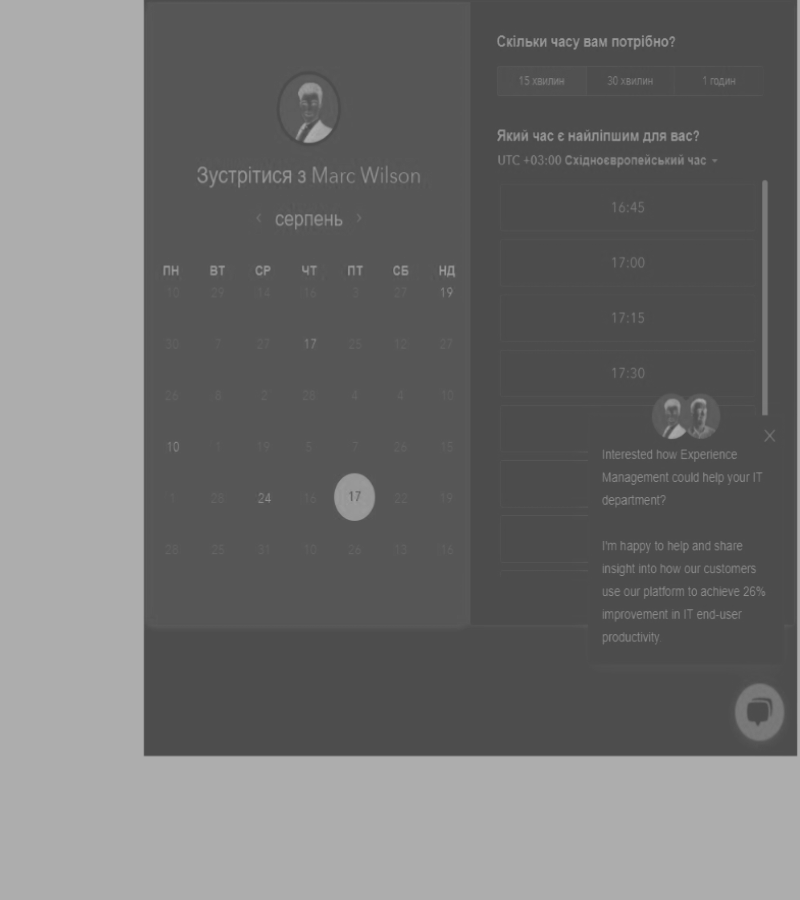 Зустрітися з Marc Wilson
серпень
ПН ВТ СР ЧТ ПТ СБ НД
10 29 14 16 3 27 19
30 7 27 17 25 12 27
26 8 2 28 4 4 10
10 1 19 5 7 26 15
1 26 24 16 17 22 19
28 25 31 10 26 13 16
Скільки часу вам потрібно?
15 хвилин 30 хвилин 1 годин
Який час є найліпшим для вас?
UTC +03:00 Східноєвропейський час
16:45
17:00
17:15
17:30
Interested how Experience
Management could help your IT
department?
I'm happy to help and share
insight into how our customers
use our platform to achieve 26%
improvement in IT end-user
productivity.